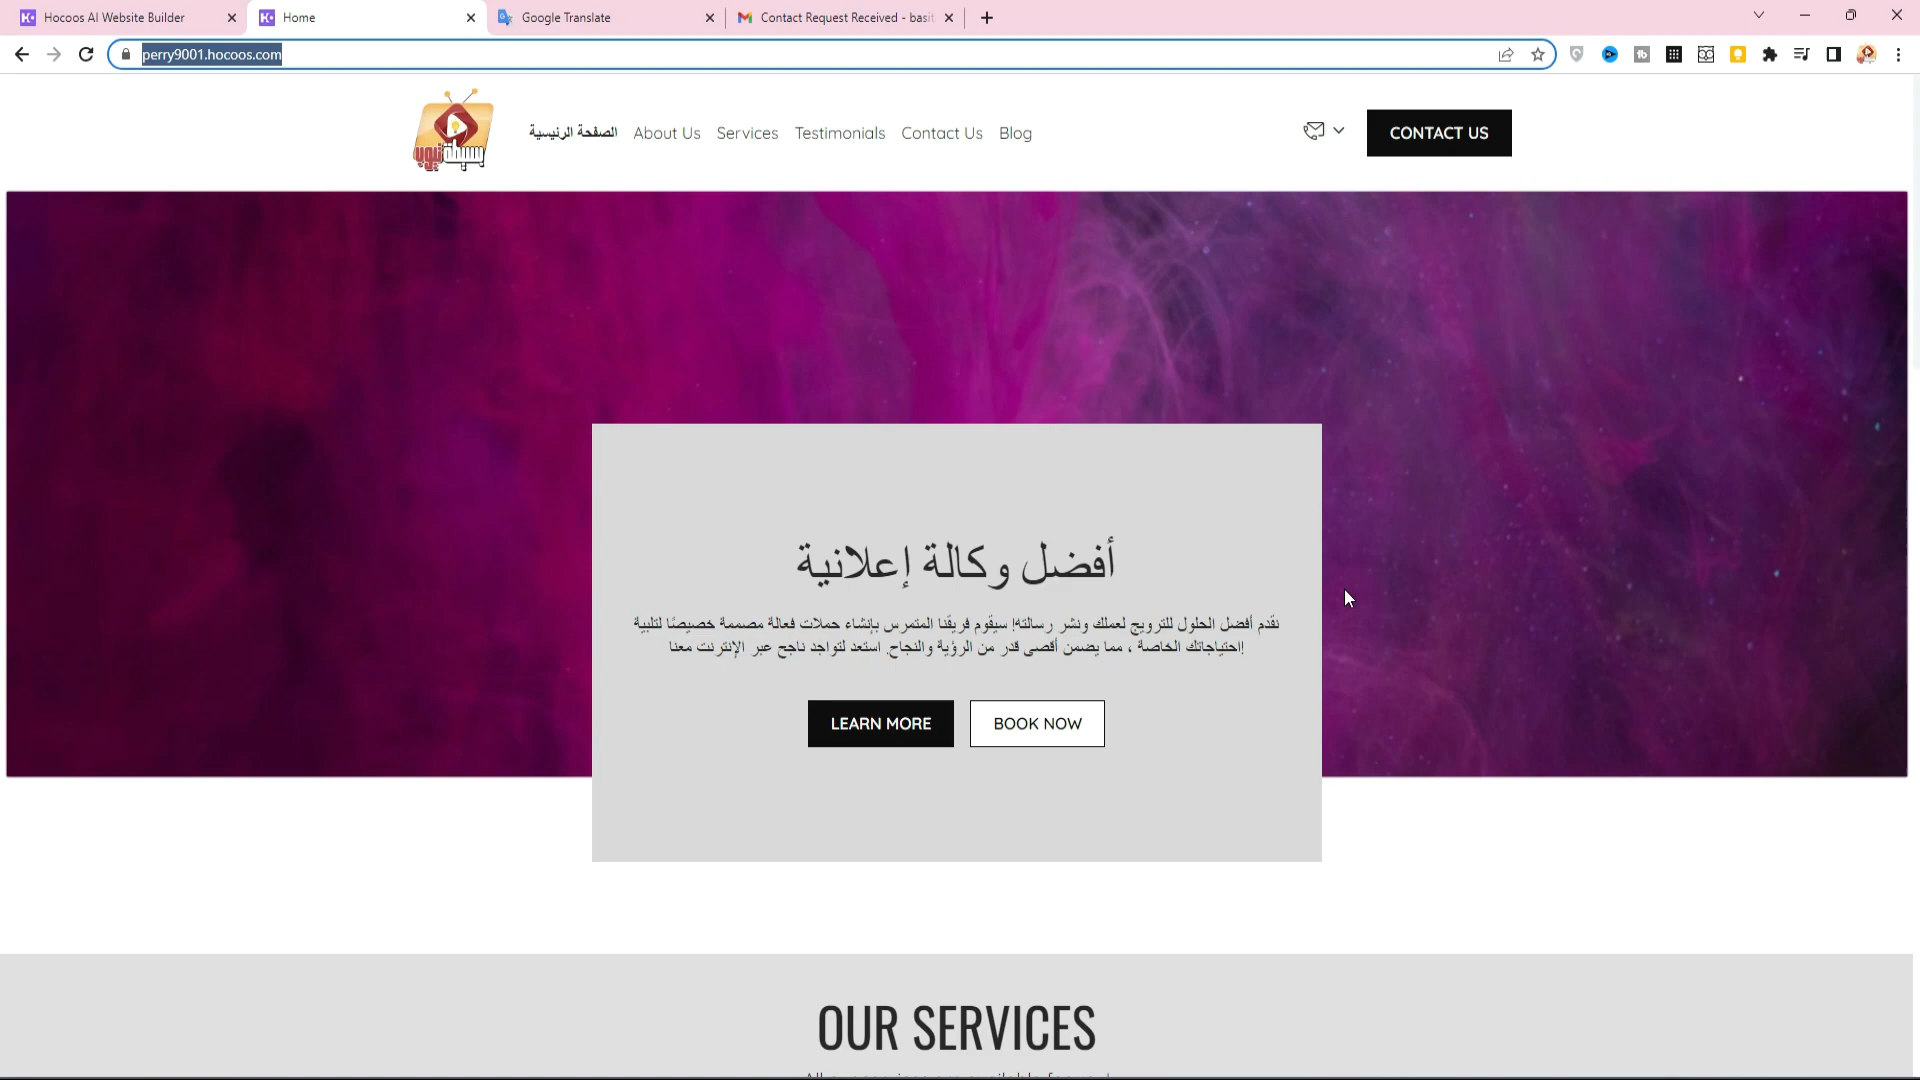 Hocoos AI Website Builder
Home
Google Translate
Contact Request Received - basit
perry9001.hocoos.com
بسيطة تيوب
الصفحة الرئيسية
About Us
Services
Testimonials
Contact Us
Blog
CONTACT US
أفضل وكالة إعلانية
نقدم أفضل الحلول للترويج لعملك ونشر رسالته! سيقوم فريقنا المتمرس بإنشاء حملات فعالة مصممة خصيصًا لتلبية
احتياجاتك الخاصة ، مما يضمن أقصى قدر من الرؤية والنجاح. استعد لتواجد ناجح عبر الإنترنت معنا!
LEARN MORE
BOOK NOW
OUR SERVICES